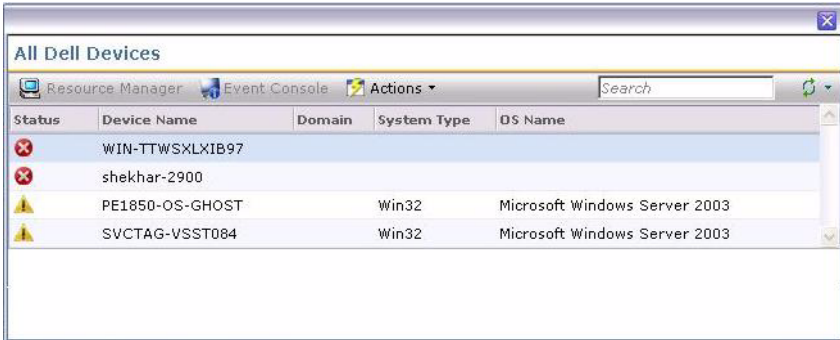 All Dell Devices
Resource Manager Event Console Actions Search
Status Device Name Domain System Type OS Name
WIN-TTWSXLXIB97
shekhar-2900
PE1850-OS-GHOST Win32 Microsoft Windows Server 2003
SVCTAG-VSST084 Win32 Microsoft Windows Server 2003